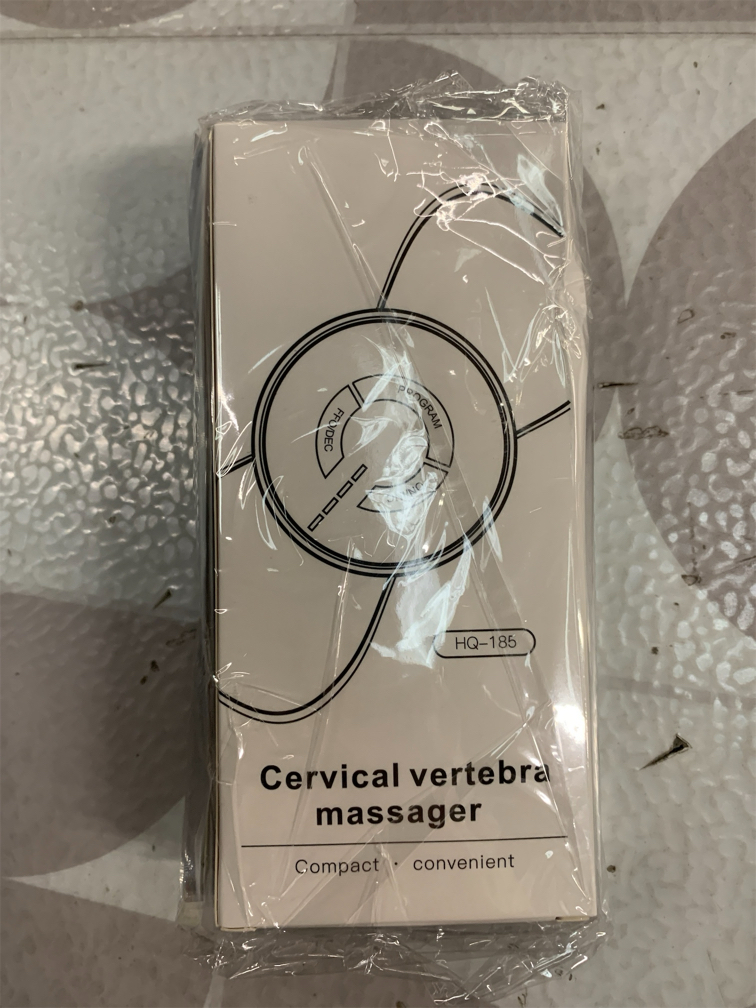 PROGRAM
HQ-185
Cervical vertebra
massager
Compact · convenient